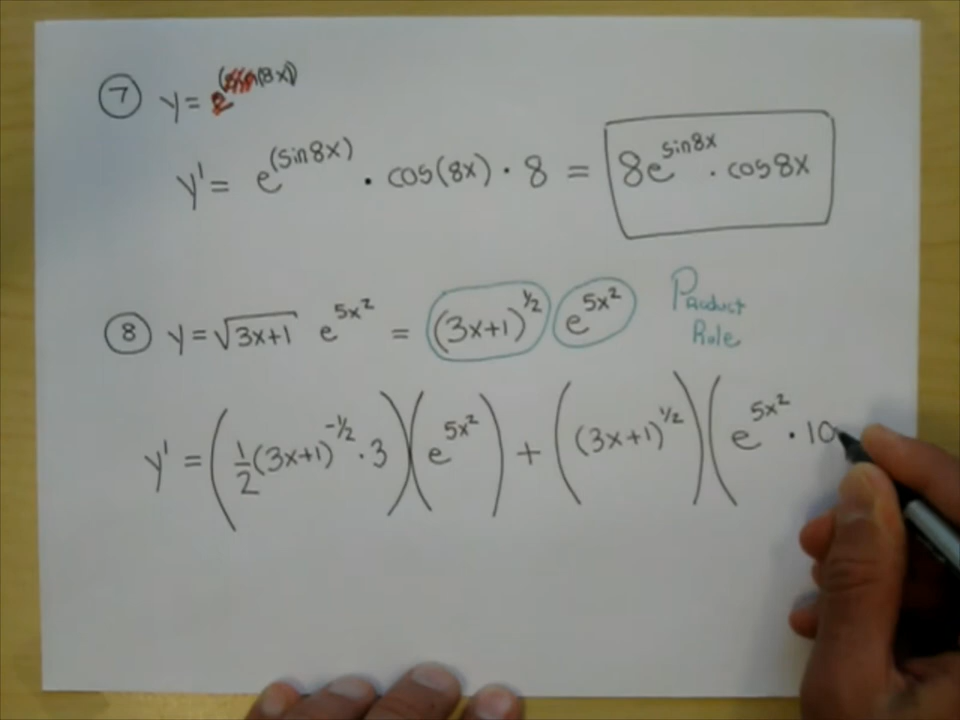 7 y = e^(sin(8x))
y' = e^(sin8x) · cos(8x) · 8 = 8e^sin8x · cos8x
8 y = √3x+1 e^5x² = (3x+1)^1/2 e^5x² Product Rule
y' = (1/2(3x+1)^-1/2 · 3)(e^5x²) + ((3x+1)^1/2)(e^5x² · 10